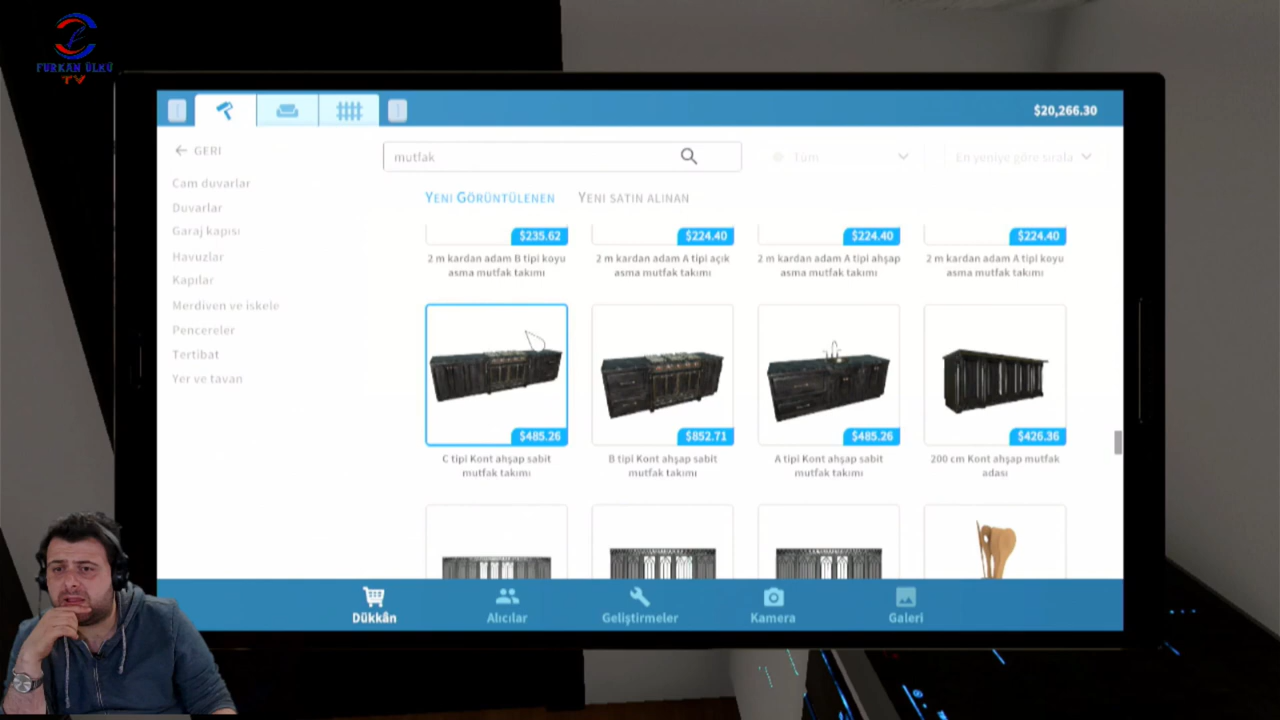 FURKAN ÜLKÜ
TV
$20,266.30
GERİ
mutfak
Tüm
En yeniye göre sırala
Cam duvarlar
Duvarlar
Garaj kapısı
Havuzlar
Kapılar
Merdiven ve iskele
Pencereler
Tertibat
Yer ve tavan
YENİ GÖRÜNTÜLENEN
YENİ SATIN ALINAN
$235.62
$224.40
$224.40
$224.40
2 m kardan adam B tipi koyu
asma mutfak takımı
2 m kardan adam A tipi açık
asma mutfak takımı
2 m kardan adam A tipi ahşap
asma mutfak takımı
2 m kardan adam A tipi koyu
asma mutfak takımı
$485.26
$852.71
$485.26
$426.36
C tipi Kont ahşap sabit
mutfak takımı
B tipi Kont ahşap sabit
mutfak takımı
A tipi Kont ahşap sabit
mutfak takımı
200 cm Kont ahşap mutfak
adası
Dükkân
Alıcılar
Geliştirmeler
Kamera
Galeri